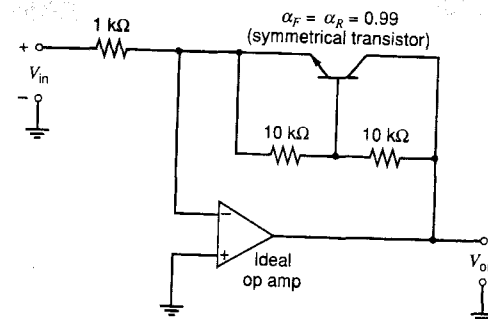 1 kΩ
α_F = α_R = 0.99
(symmetrical transistor)
+
V_in
−
10 kΩ
10 kΩ
−
+
Ideal
op amp
V_o